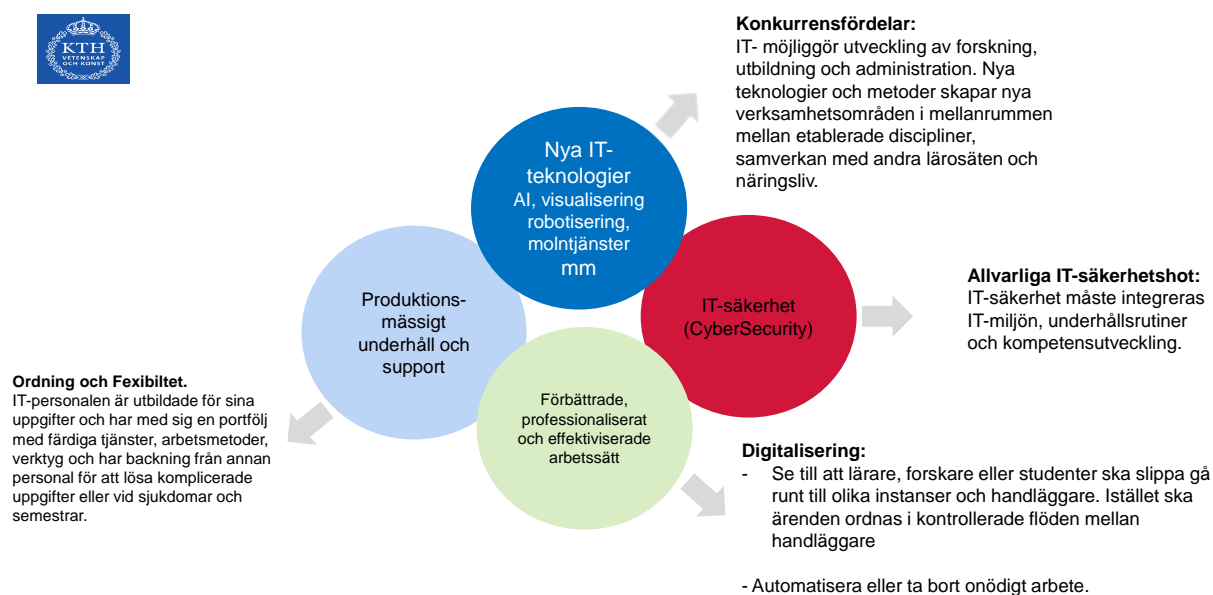 KTH
VETENSKAP
OCH KONST
Konkurrensfördelar:
IT- möjliggör utveckling av forskning,
utbildning och administration. Nya
teknologier och metoder skapar nya
verksamhetsområden i mellanrummen
mellan etablerade discipliner,
samverkan med andra lärosäten och
näringsliv.
Nya IT-
teknologier
AI, visualisering
robotisering,
molntjänster
mm
Produktions-
mässigt
underhåll och
support
IT-säkerhet
(CyberSecurity)
Allvarliga IT-säkerhetshot:
IT-säkerhet måste integreras
IT-miljön, underhållsrutiner
och kompetensutveckling.
Ordning och Fexibiltet.
IT-personalen är utbildade för sina
uppgifter och har med sig en portfölj
med färdiga tjänster, arbetsmetoder,
verktyg och har backning från annan
personal för att lösa komplicerade
uppgifter eller vid sjukdomar och
semestrar.
Förbättrade,
professionaliserat
och effektiviserade
arbetssätt
Digitalisering:
- Se till att lärare, forskare eller studenter ska slippa gå
runt till olika instanser och handläggare. Istället ska
ärenden ordnas i kontrollerade flöden mellan
handläggare
- Automatisera eller ta bort onödigt arbete.